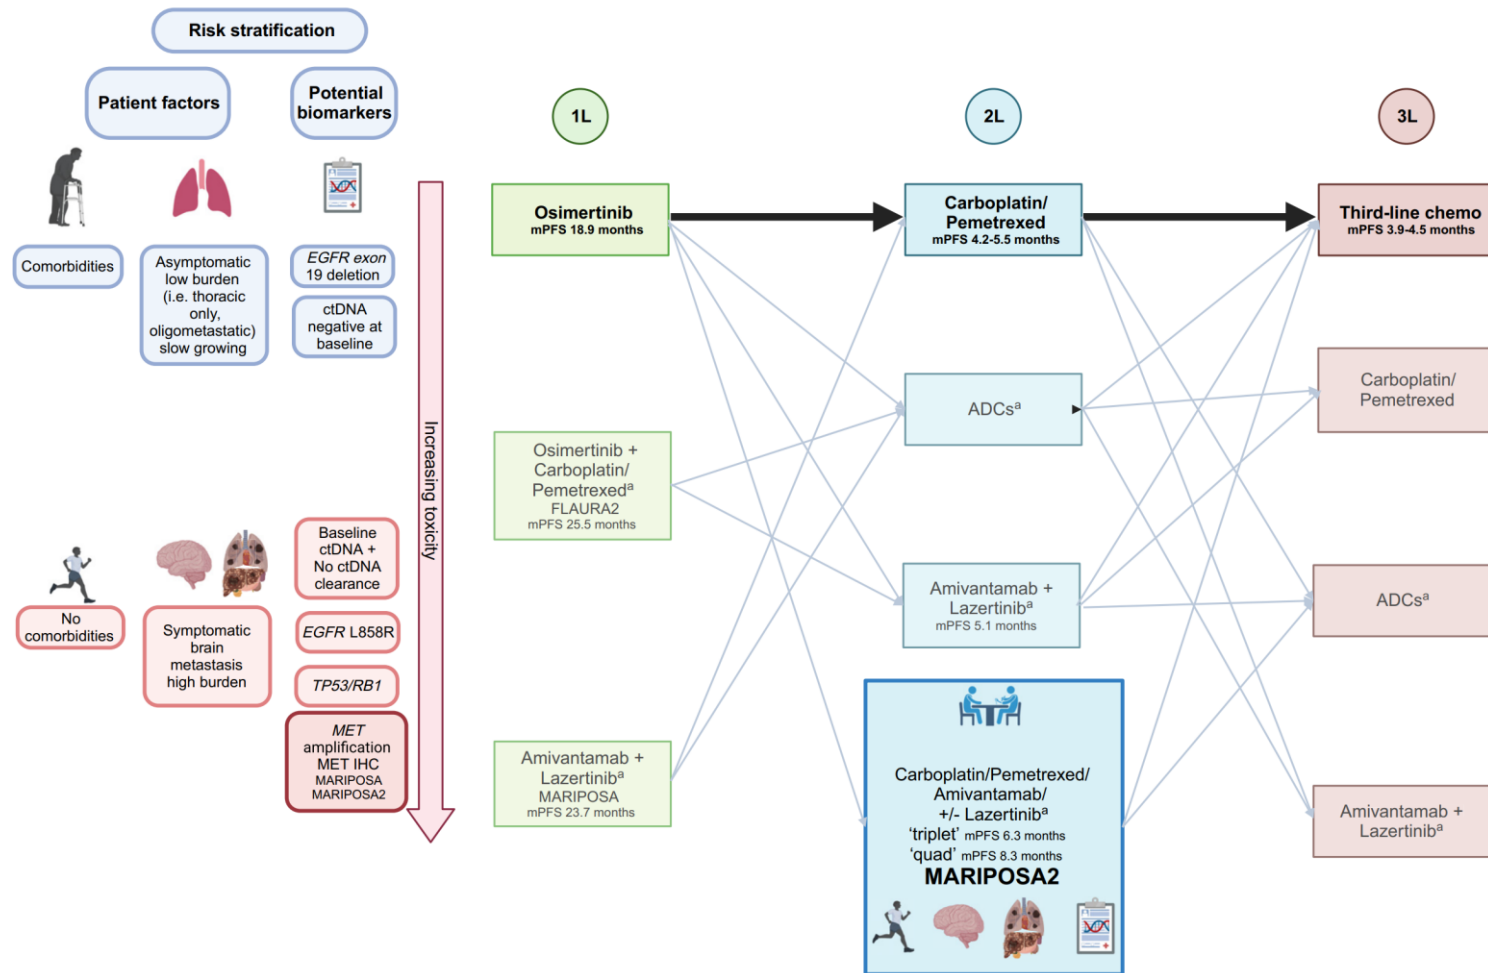 Risk stratification
Patient factors
Potential
biomarkers
Comorbidities
Asymptomatic
low burden
(i.e. thoracic
only,
oligometastatic)
slow growing
EGFR exon
19 deletion
ctDNA
negative at
baseline
No
comorbidities
Symptomatic
brain
metastasis
high burden
Baseline
ctDNA +
No ctDNA
clearance
EGFR L858R
TP53/RB1
MET
amplification
MET IHC
MARIPOSA
MARIPOSA2
Increasing toxicity
1L
Osimertinib
mPFS 18.9 months
Osimertinib +
Carboplatin/
Pemetrexedᵃ
FLAURA2
mPFS 25.5 months
Amivantamab +
Lazertinibᵃ
MARIPOSA
mPFS 23.7 months
2L
Carboplatin/
Pemetrexed
mPFS 4.2-5.5 months
ADCsᵃ
Amivantamab +
Lazertinibᵃ
mPFS 5.1 months
Carboplatin/Pemetrexed/
Amivantamab/
+/- Lazertinibᵃ
‘triplet’ mPFS 6.3 months
‘quad’ mPFS 8.3 months
MARIPOSA2
3L
Third-line chemo
mPFS 3.9-4.5 months
Carboplatin/
Pemetrexed
ADCsᵃ
Amivantamab +
Lazertinibᵃ